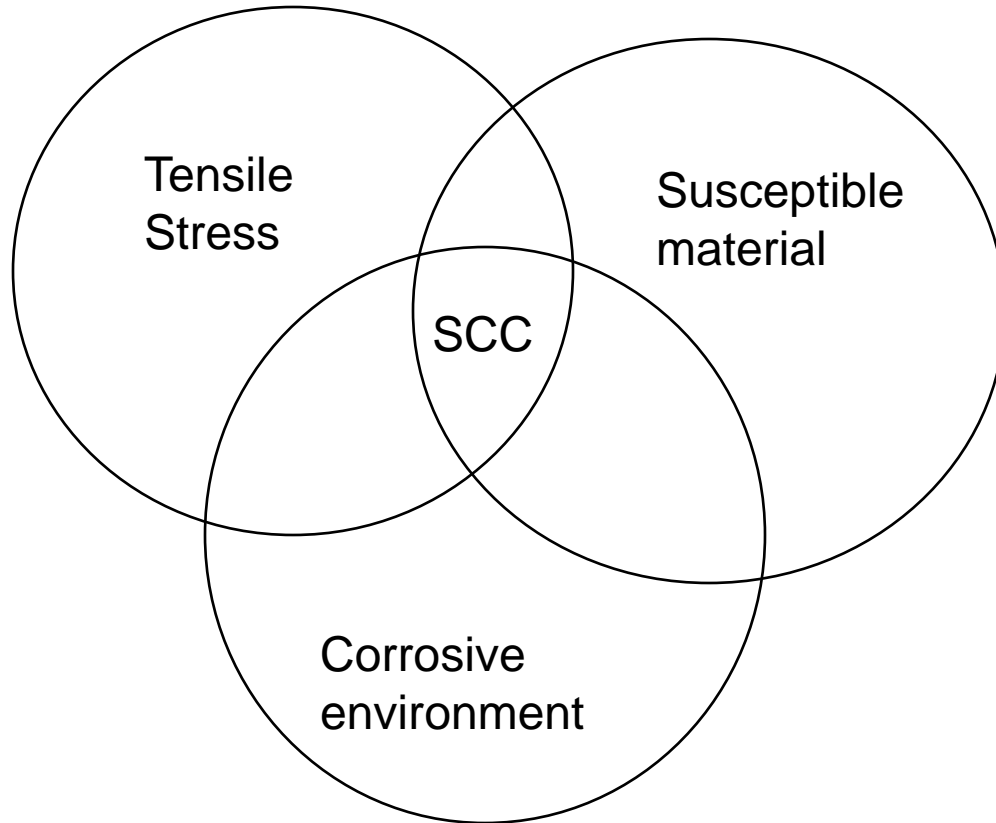 Tensile
Stress
Susceptible
material
SCC
Corrosive
environment